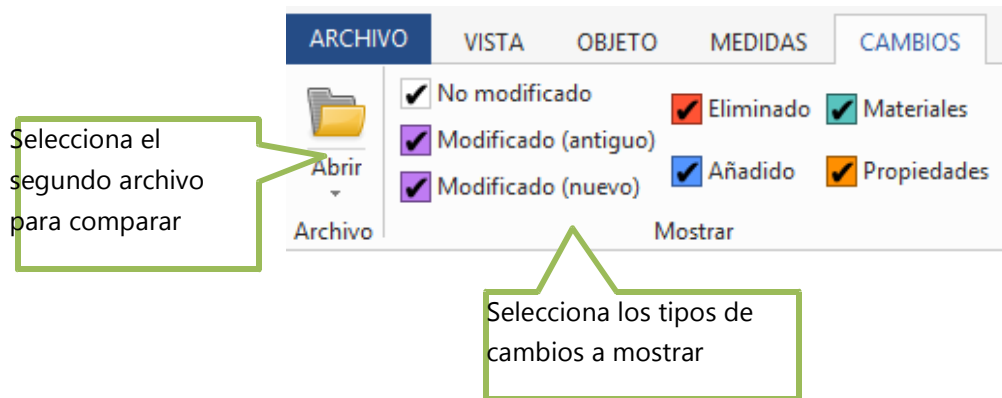 ARCHIVO VISTA OBJETO MEDIDAS CAMBIOS
No modificado
Modificado (antiguo)
Modificado (nuevo)
Eliminado
Añadido
Materiales
Propiedades
Abrir
Archivo
Mostrar
Selecciona el
segundo archivo
para comparar
Selecciona los tipos de
cambios a mostrar